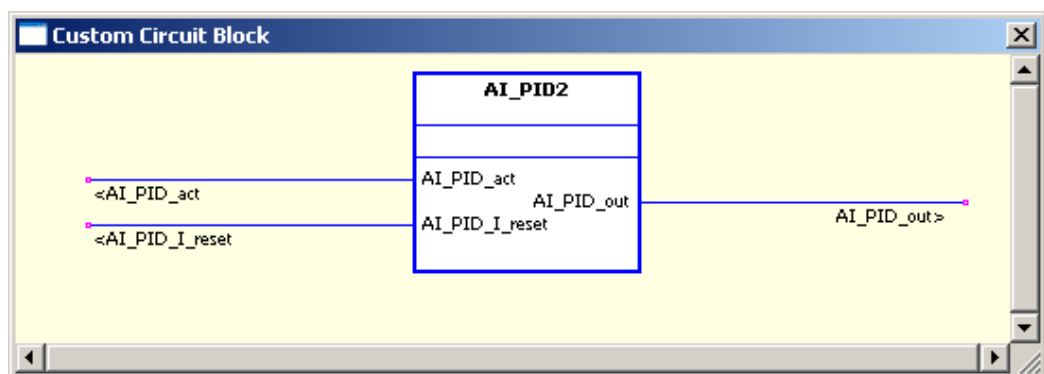 Custom Circuit Block
AI_PID2
AI_PID_act
<AI_PID_act
AI_PID_out
AI_PID_out>
AI_PID_I_reset
<AI_PID_I_reset